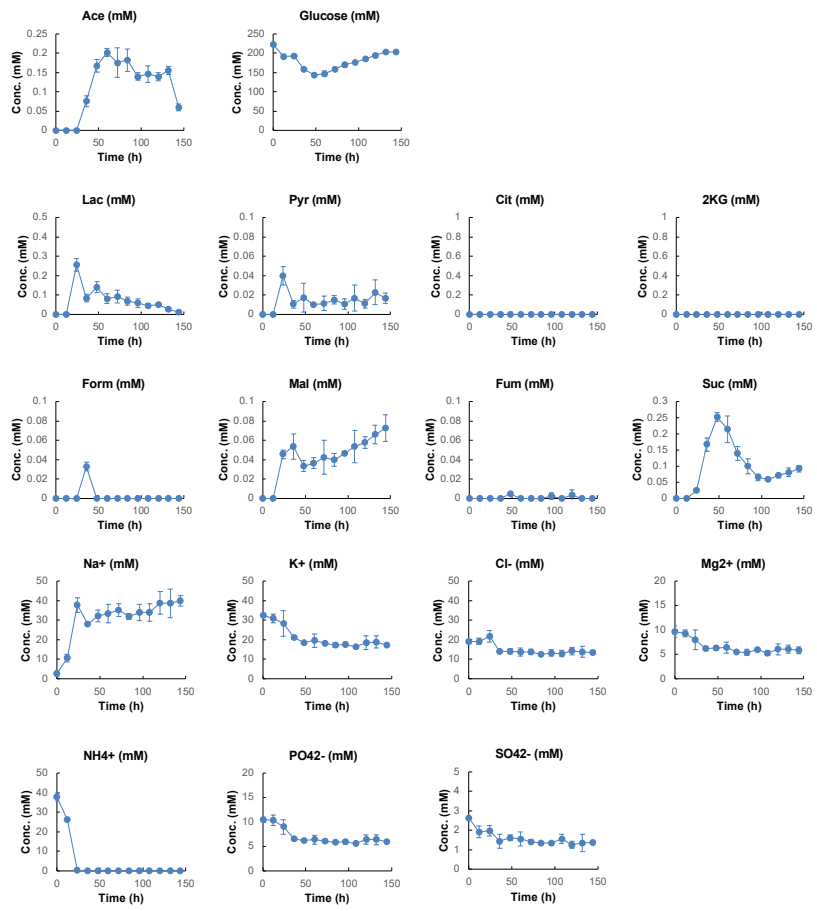 Ace (mM)
Conc. (mM)
0.25
0.2
0.15
0.1
0.05
0
0 50 100 150
Time (h)
Glucose (mM)
Conc. (mM)
250
200
150
100
50
0
0 50 100 150
Time (h)
Lac (mM)
Conc. (mM)
0.5
0.4
0.3
0.2
0.1
0
0 50 100 150
Time (h)
Pyr (mM)
Conc. (mM)
0.1
0.08
0.06
0.04
0.02
0
0 50 100 150
Time (h)
Cit (mM)
Conc. (mM)
1
0.8
0.6
0.4
0.2
0
0 50 100 150
Time (h)
2KG (mM)
Conc. (mM)
1
0.8
0.6
0.4
0.2
0
0 50 100 150
Time (h)
Form (mM)
Conc. (mM)
0.1
0.08
0.06
0.04
0.02
0
0 50 100 150
Time (h)
Mal (mM)
Conc. (mM)
0.1
0.08
0.06
0.04
0.02
0
0 50 100 150
Time (h)
Fum (mM)
Conc. (mM)
0.1
0.08
0.06
0.04
0.02
0
0 50 100 150
Time (h)
Suc (mM)
Conc. (mM)
0.3
0.25
0.2
0.15
0.1
0.05
0
0 50 100 150
Time (h)
Na+ (mM)
Conc. (mM)
50
40
30
20
10
0
0 50 100 150
Time (h)
K+ (mM)
Conc. (mM)
50
40
30
20
10
0
0 50 100 150
Time (h)
Cl- (mM)
Conc. (mM)
50
40
30
20
10
0
0 50 100 150
Time (h)
Mg2+ (mM)
Conc. (mM)
20
15
10
5
0
0 50 100 150
Time (h)
NH4+ (mM)
Conc. (mM)
50
40
30
20
10
0
0 50 100 150
Time (h)
PO42- (mM)
Conc. (mM)
20
15
10
5
0
0 50 100 150
Time (h)
SO42- (mM)
Conc. (mM)
5
4
3
2
1
0
0 50 100 150
Time (h)